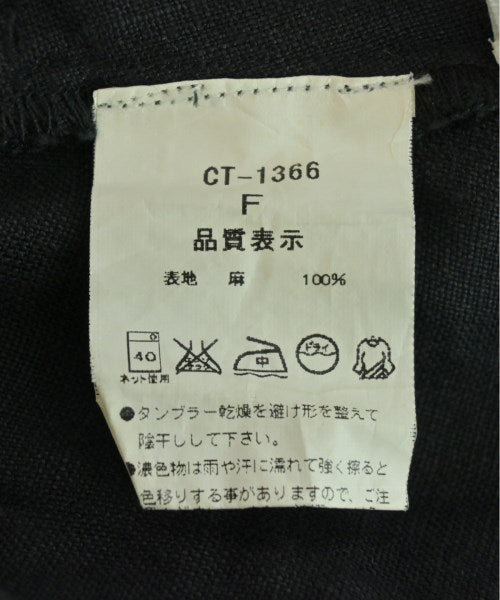 CT-1366
F
品質表示
表地 麻 100%
40 中 ドライ
ネット使用
●タンブラー乾燥を避け形を整えて
陰干しして下さい。
●濃色物は雨や汗に濡れて強く擦ると
色移りする事がありますので、ご注